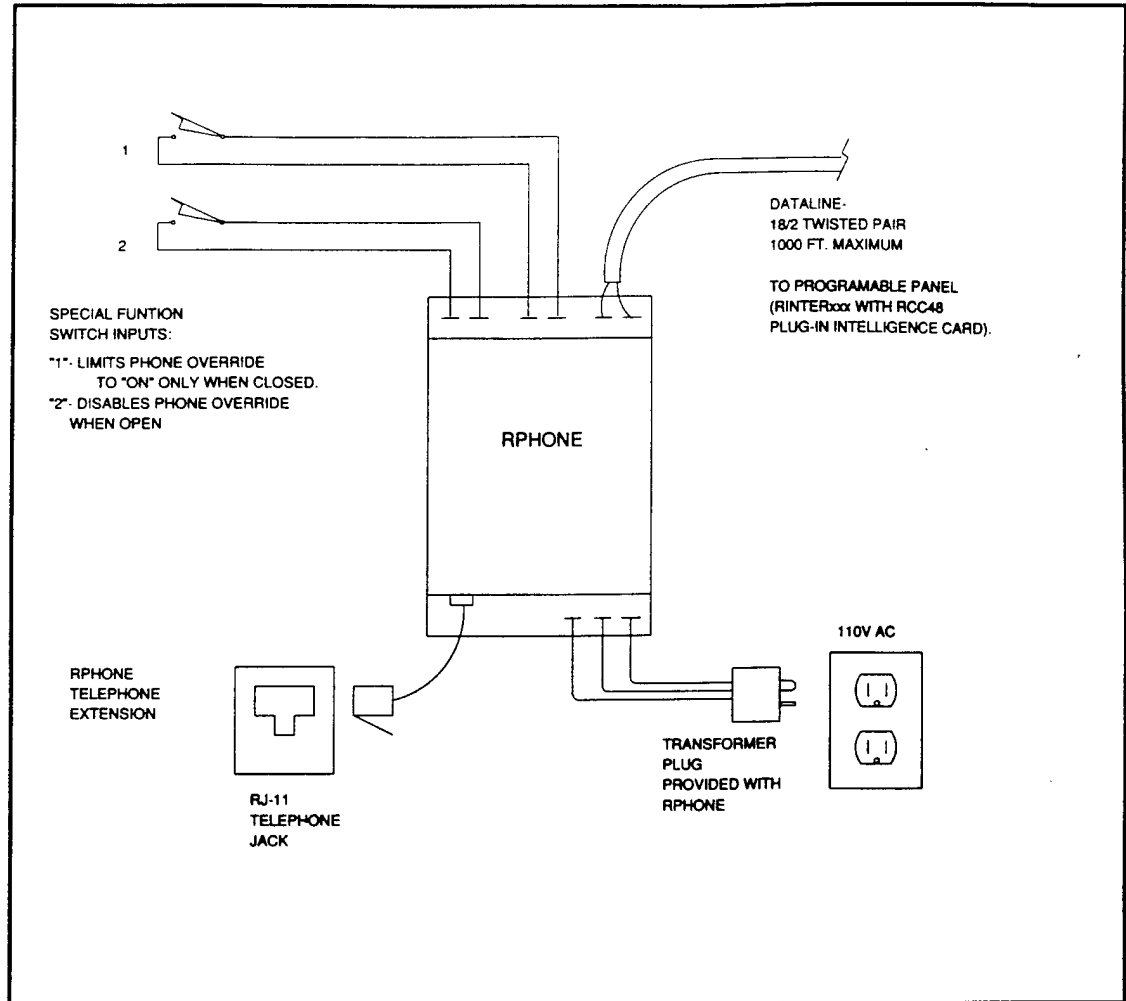 1
2
DATALINE-
18/2 TWISTED PAIR
1000 FT. MAXIMUM
TO PROGRAMABLE PANEL
(RINTERxxx WITH RCC48
PLUG-IN INTELLIGENCE CARD).
SPECIAL FUNTION
SWITCH INPUTS:
"1"- LIMITS PHONE OVERRIDE
TO "ON" ONLY WHEN CLOSED.
"2"- DISABLES PHONE OVERRIDE
WHEN OPEN
RPHONE
110V AC
RPHONE
TELEPHONE
EXTENSION
RJ-11
TELEPHONE
JACK
TRANSFORMER
PLUG
PROVIDED WITH
RPHONE